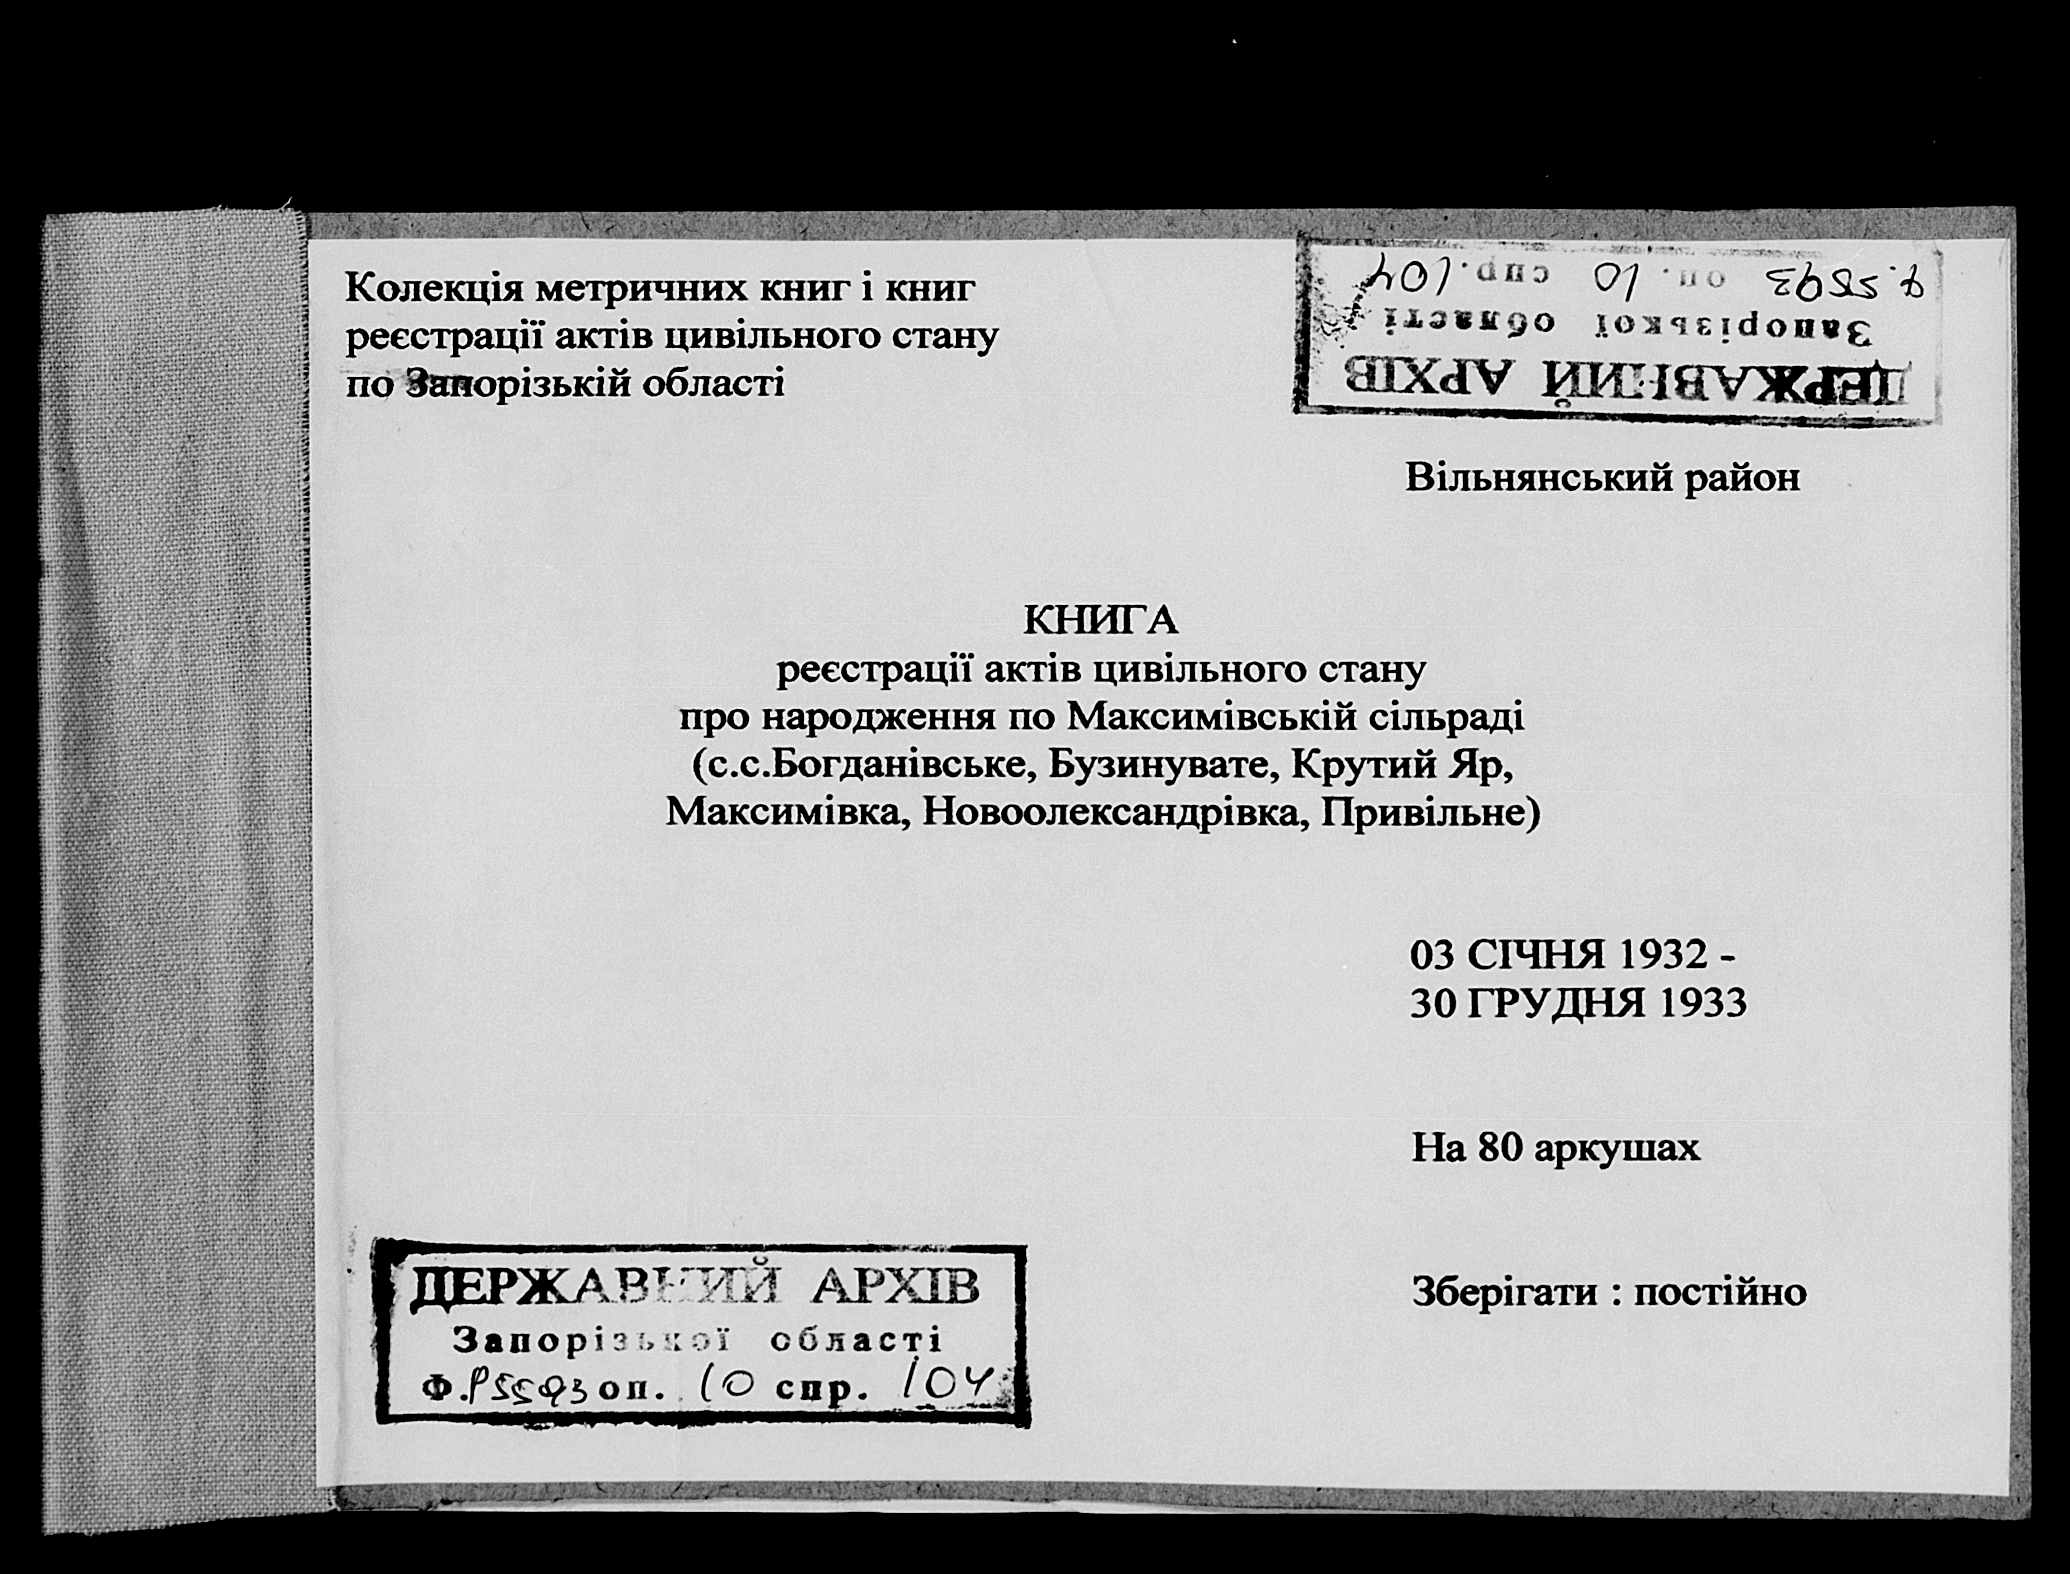 Колекція метричних книг і книг
реєстрації актів цивільного стану
по Запорізькій області
ДЕРЖАВНИЙ АРХІВ
Запорізької області
Ф. 5593 оп. 10 спр. 104
Вільнянський район
КНИГА
реєстрації актів цивільного стану
про народження по Максимівській сільраді
(с.с.Богданівське, Бузинувате, Крутий Яр,
Максимівка, Новоолександрівка, Привільне)
03 СІЧНЯ 1932 -
30 ГРУДНЯ 1933
На 80 аркушах
Зберігати : постійно
ДЕРЖАВНИЙ АРХІВ
Запорізької області
Ф.Р5593 оп. 10 спр. 104